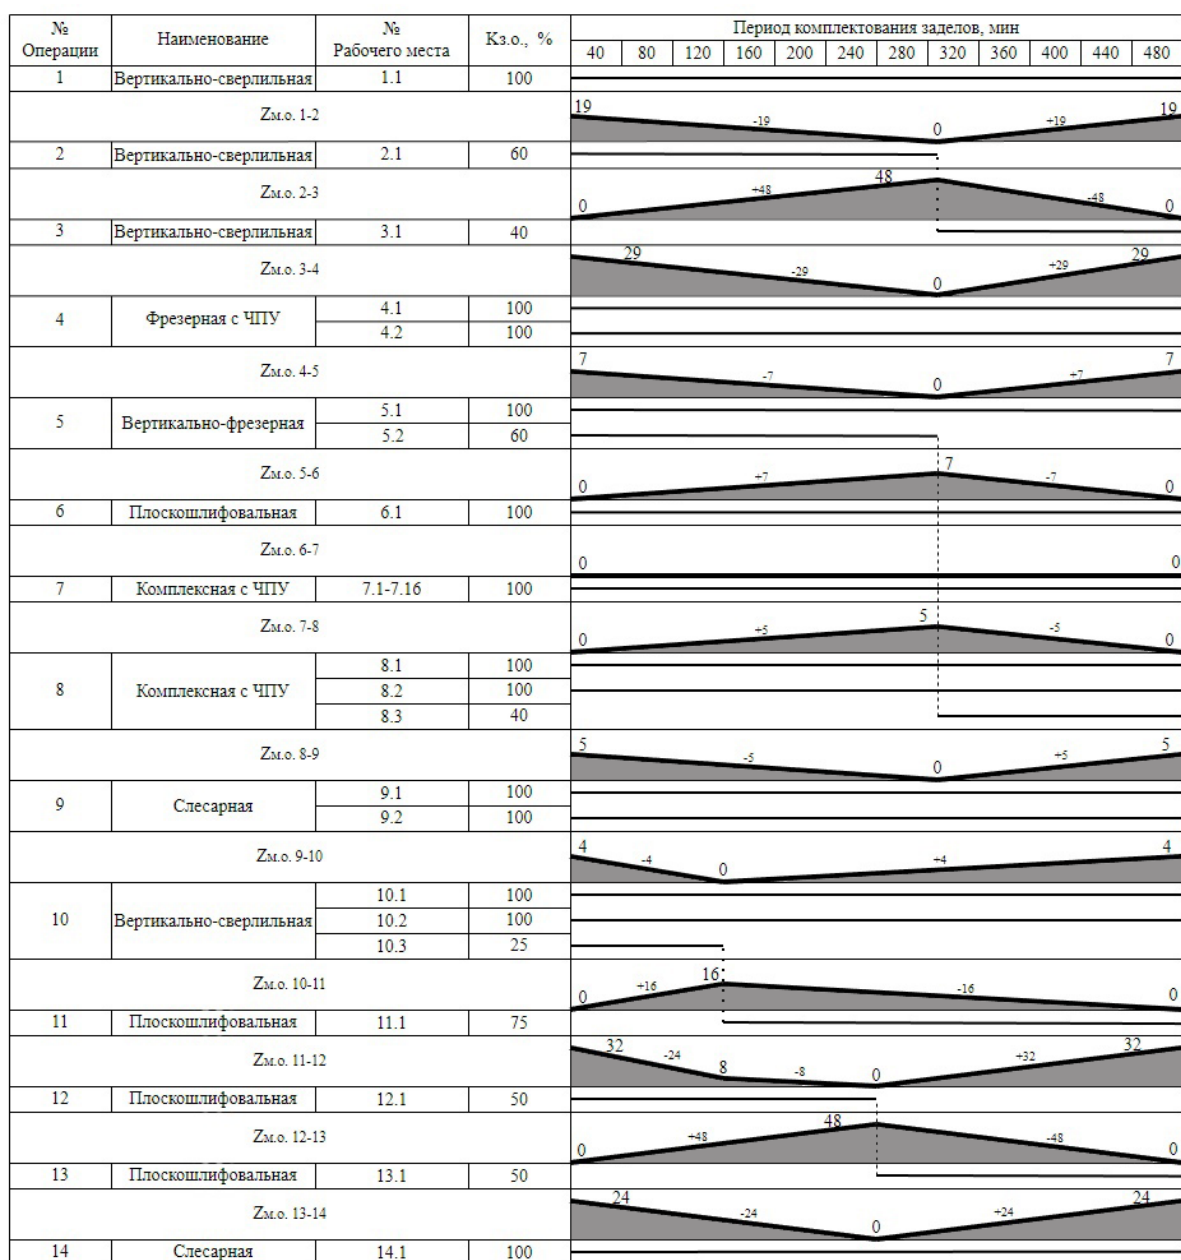 № Операции Наименование № Рабочего места Кз.о., % Период комплектования заделов, мин
40 80 120 160 200 240 280 320 360 400 440 480
1 Вертикально-сверлильная 1.1 100
Zм.о. 1-2 19 -19 0 +19 19
2 Вертикально-сверлильная 2.1 60
Zм.о. 2-3 0 +48 48 -48 0
3 Вертикально-сверлильная 3.1 40
Zм.о. 3-4 29 -29 0 +29 29
4 Фрезерная с ЧПУ 4.1 100
4.2 100
Zм.о. 4-5 7 -7 0 +7 7
5 Вертикально-фрезерная 5.1 100
5.2 60
Zм.о. 5-6 0 +7 7 -7 0
6 Плоскошлифовальная 6.1 100
Zм.о. 6-7 0 0
7 Комплексная с ЧПУ 7.1-7.16 100
Zм.о. 7-8 0 +5 5 -5 0
8 Комплексная с ЧПУ 8.1 100
8.2 100
8.3 40
Zм.о. 8-9 5 -5 0 +5 5
9 Слесарная 9.1 100
9.2 100
Zм.о. 9-10 4 -4 0 +4 4
10 Вертикально-сверлильная 10.1 100
10.2 100
10.3 25
Zм.о. 10-11 0 +16 16 -16 0
11 Плоскошлифовальная 11.1 75
Zм.о. 11-12 32 -24 8 -8 0 +32 32
12 Плоскошлифовальная 12.1 50
Zм.о. 12-13 0 +48 48 -48 0
13 Плоскошлифовальная 13.1 50
Zм.о. 13-14 24 -24 0 +24 24
14 Слесарная 14.1 100